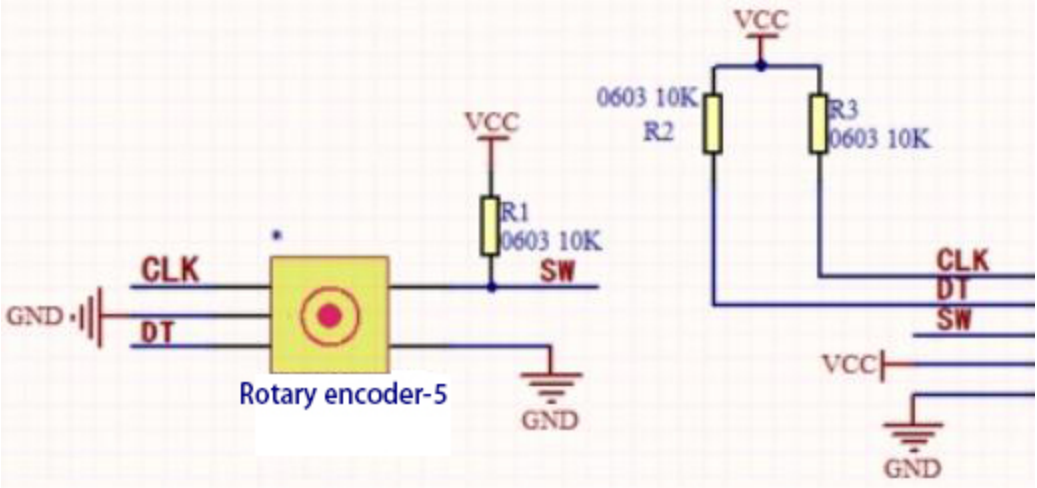 VCC
0603 10K
R2
R3
0603 10K
VCC
R1
0603 10K
*
CLK
SW
GND
DT
Rotary encoder-5
GND
CLK
DT
SW
VCC
GND